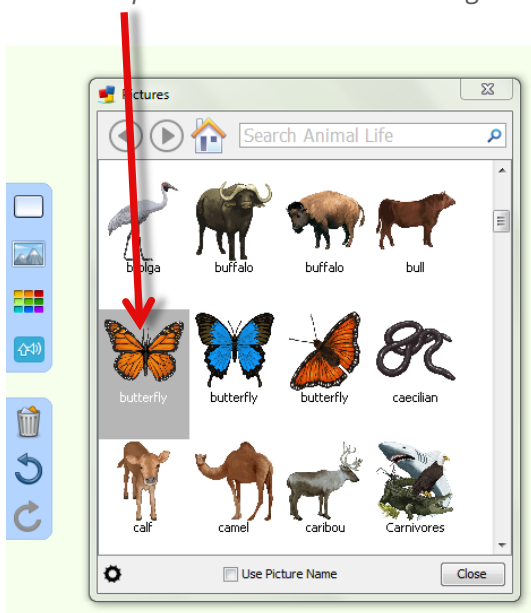 Pictures
Search Animal Life
brolga buffalo buffalo bull
butterfly butterfly butterfly caecilian
calf camel caribou Carnivores
Use Picture Name Close